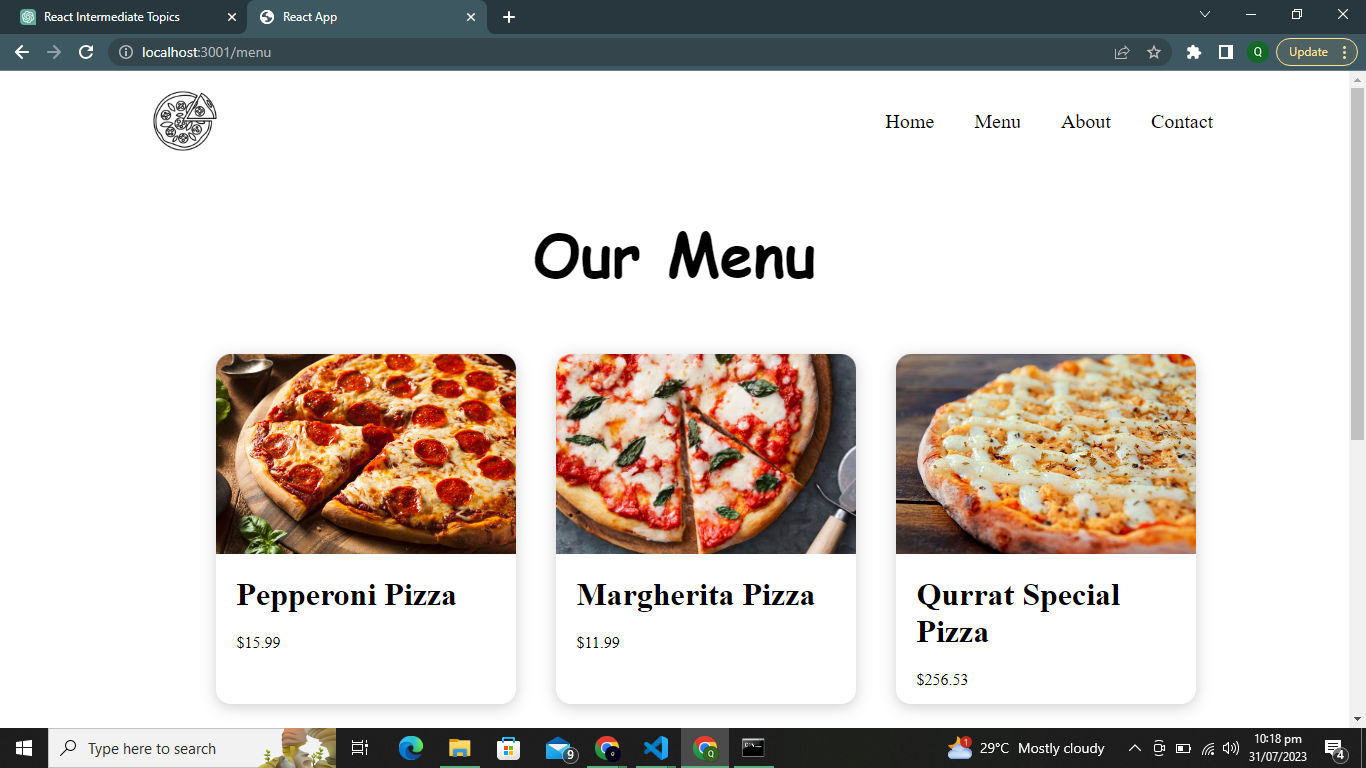 React Intermediate Topics
React App
localhost:3001/menu
Q
Update
Home
Menu
About
Contact
Our Menu
Pepperoni Pizza
$15.99
Margherita Pizza
$11.99
Qurrat Special
Pizza
$256.53
Type here to search
9
Q
1
29°C Mostly cloudy
10:18 pm
31/07/2023
4